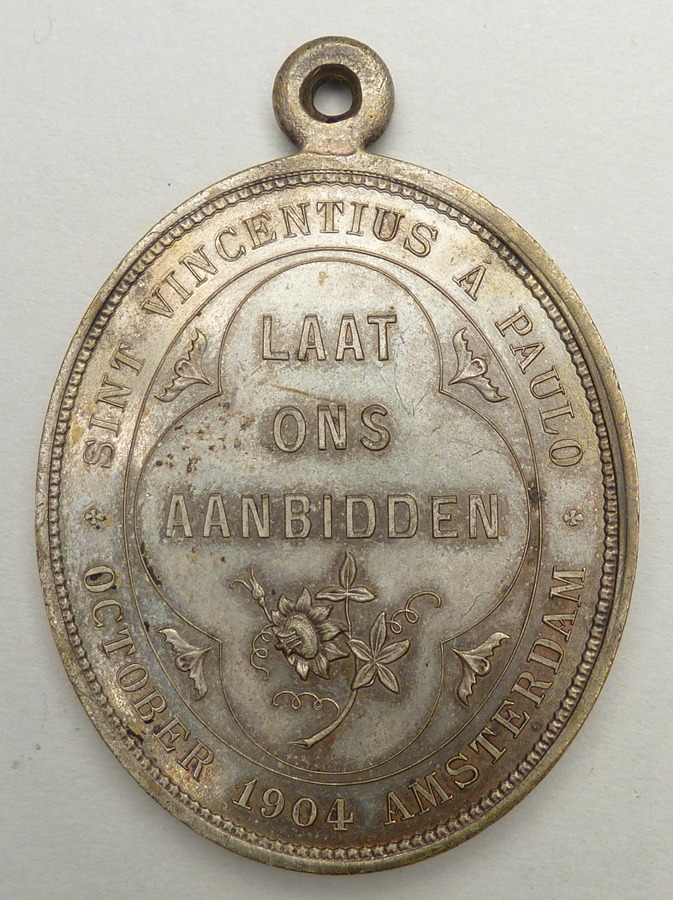 SINT VINCENTIUS A PAULO
LAAT
ONS
AANBIDDEN
OCTOBER 1904 AMSTERDAM